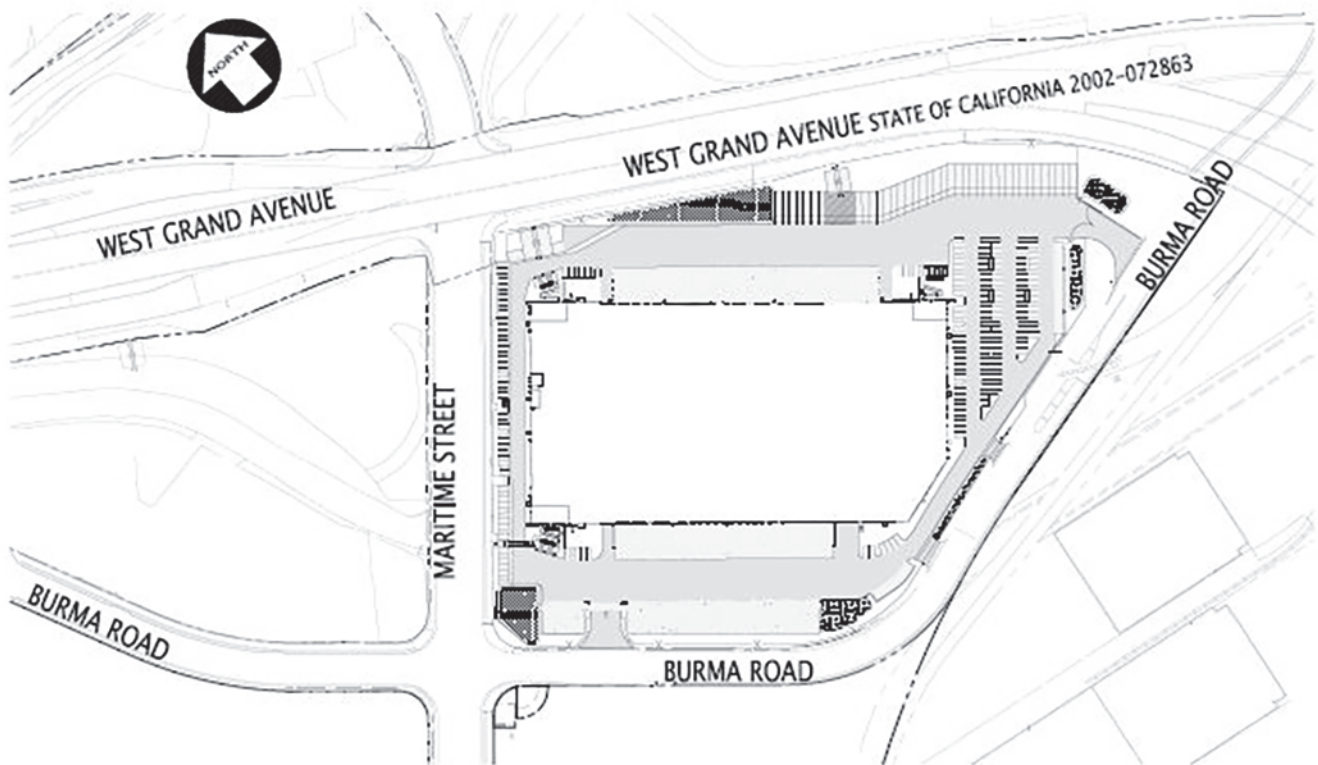 NORTH
WEST GRAND AVENUE STATE OF CALIFORNIA 2002-072863
WEST GRAND AVENUE
BURMA ROAD
MARITIME STREET
BURMA ROAD
BURMA ROAD